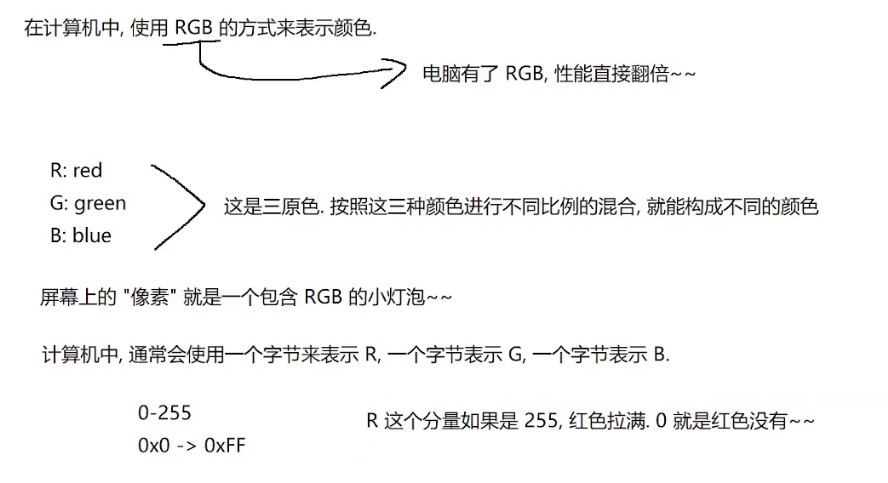 在计算机中, 使用 RGB 的方式来表示颜色.
电脑有了 RGB, 性能直接翻倍~~
R: red
G: green
B: blue
这是三原色. 按照这三种颜色进行不同比例的混合, 就能构成不同的颜色
屏幕上的 "像素" 就是一个包含 RGB 的小灯泡~~
计算机中, 通常会使用一个字节来表示 R, 一个字节表示 G, 一个字节表示 B.
0-255
0x0 -> 0xFF
R 这个分量如果是 255, 红色拉满. 0 就是红色没有~~